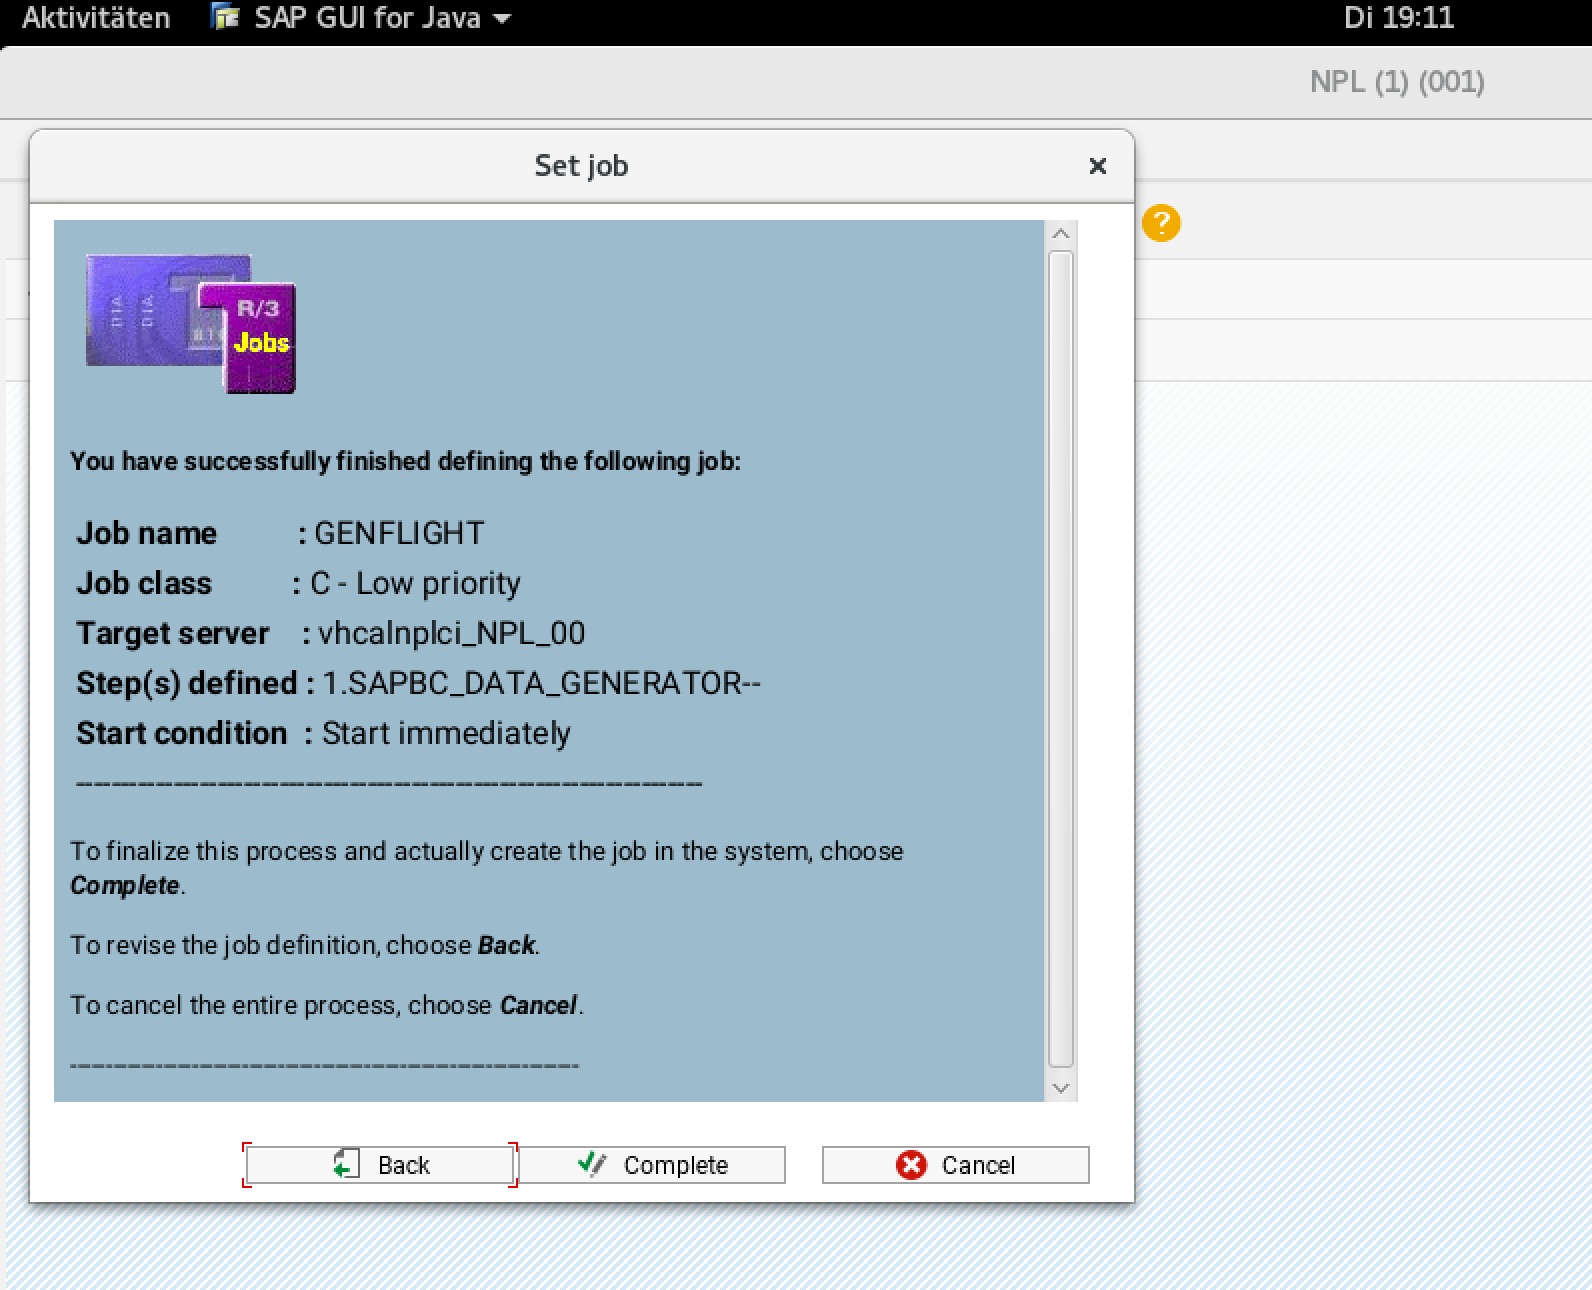 Aktivitäten SAP GUI for Java Di 19:11
NPL (1) (001)
Set job
?
DIA DIA
R/3
Jobs
You have successfully finished defining the following job:
Job name : GENFLIGHT
Job class : C - Low priority
Target server : vhcalnplci_NPL_00
Step(s) defined : 1.SAPBC_DATA_GENERATOR--
Start condition : Start immediately
To finalize this process and actually create the job in the system, choose
Complete.
To revise the job definition, choose Back.
To cancel the entire process, choose Cancel.
Back Complete Cancel